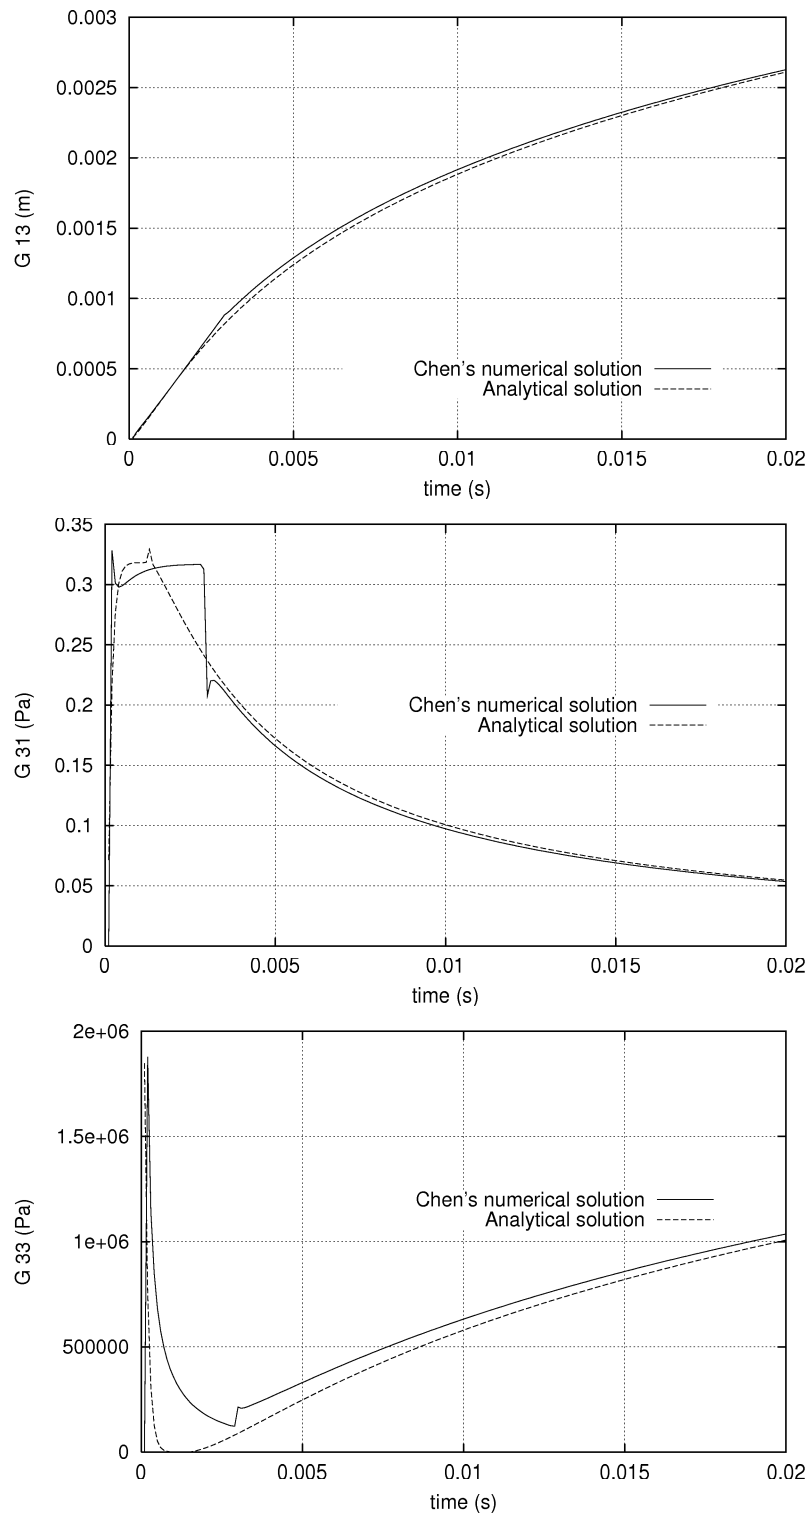 0.003
0.0025
0.002
0.0015
0.001
0.0005
0
G 13 (m)
Chen's numerical solution
Analytical solution
0 0.005 0.01 0.015 0.02
time (s)
0.35
0.3
0.25
0.2
0.15
0.1
0.05
0
G 31 (Pa)
Chen's numerical solution
Analytical solution
0 0.005 0.01 0.015 0.02
time (s)
2e+06
1.5e+06
1e+06
500000
0
G 33 (Pa)
Chen's numerical solution
Analytical solution
0 0.005 0.01 0.015 0.02
time (s)